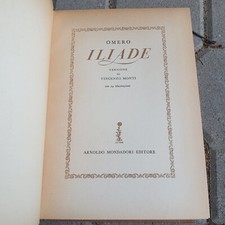 OMERO
ILIADE
VERSIONE
DI
VINCENZO MONTI
ARNOLDO MONDADORI EDITORE